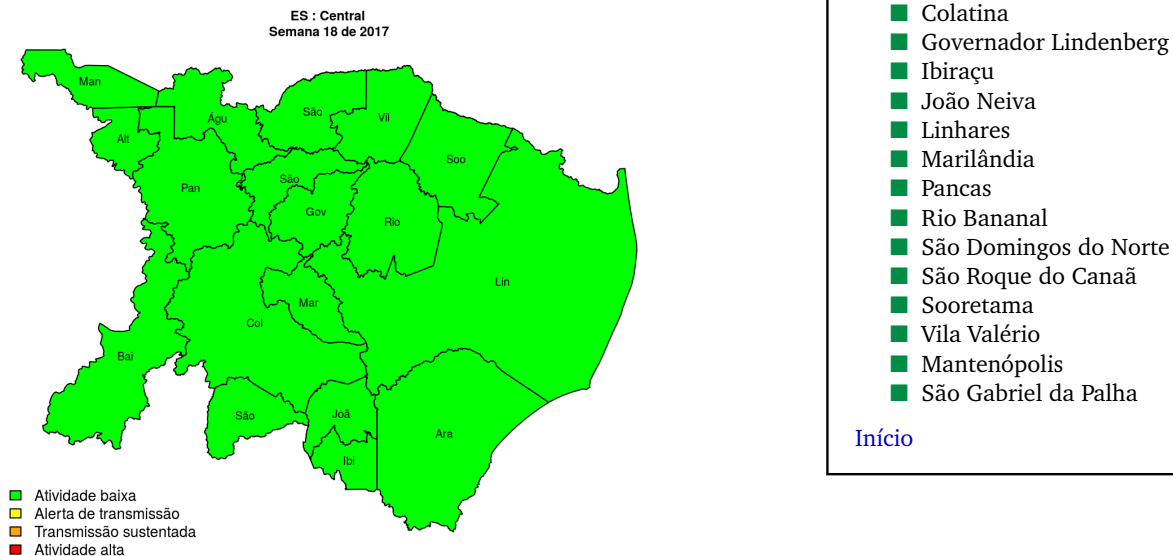 ES : Central
Semana 18 de 2017
Man
Águ
São
Vil
Alt
Soo
Pan
São
Gov
Rio
Lin
Mar
Col
Bai
São
Joã
Ara
Ibi
Atividade baixa
Alerta de transmissão
Transmissão sustentada
Atividade alta
Colatina
Governador Lindenberg
Ibiraçu
João Neiva
Linhares
Marilândia
Pancas
Rio Bananal
São Domingos do Norte
São Roque do Canaã
Sooretama
Vila Valério
Mantenópolis
São Gabriel da Palha
Início